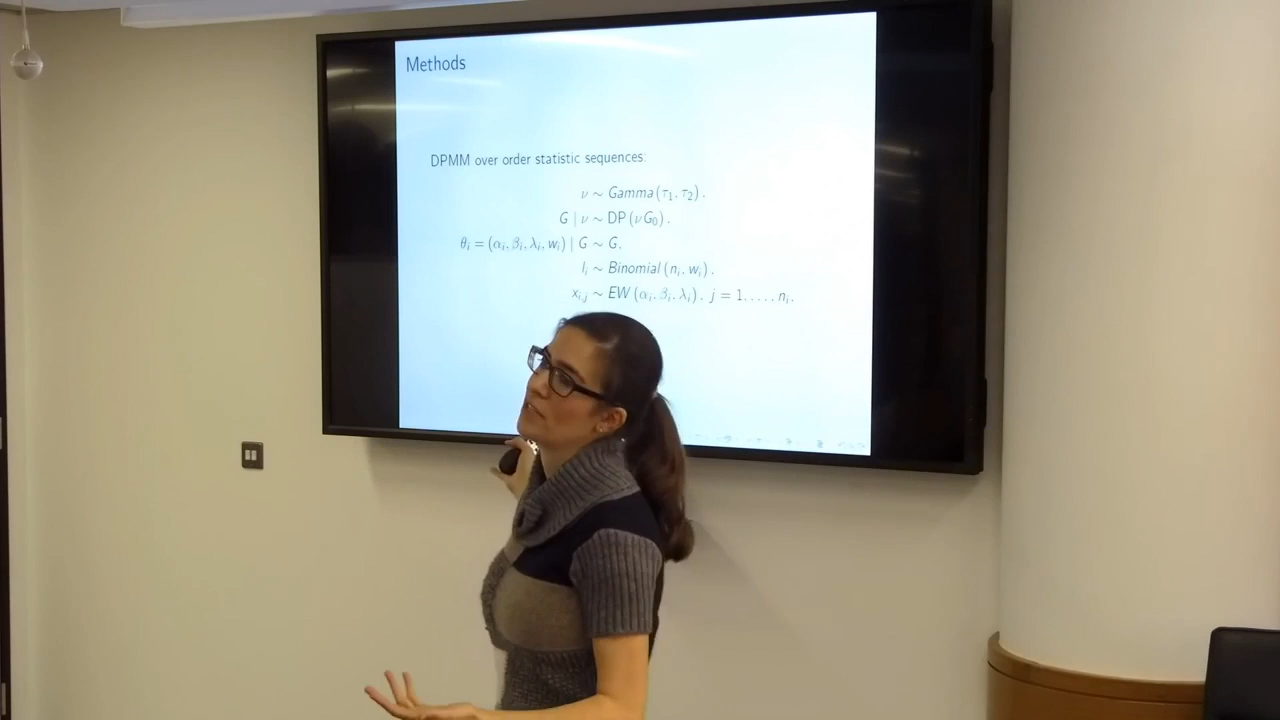 Methods
DPMM over order statistic sequences:
ν ∼ Gamma (τ₁, τ₂) .
G | ν ∼ DP (νG₀) .
θᵢ = (αᵢ, βᵢ, λᵢ, wᵢ) | G ∼ G,
lᵢ ∼ Binomial (nᵢ, wᵢ) .
xᵢ,ⱼ ∼ EW (αᵢ, βᵢ, λᵢ) , j = 1, . . . , nᵢ.